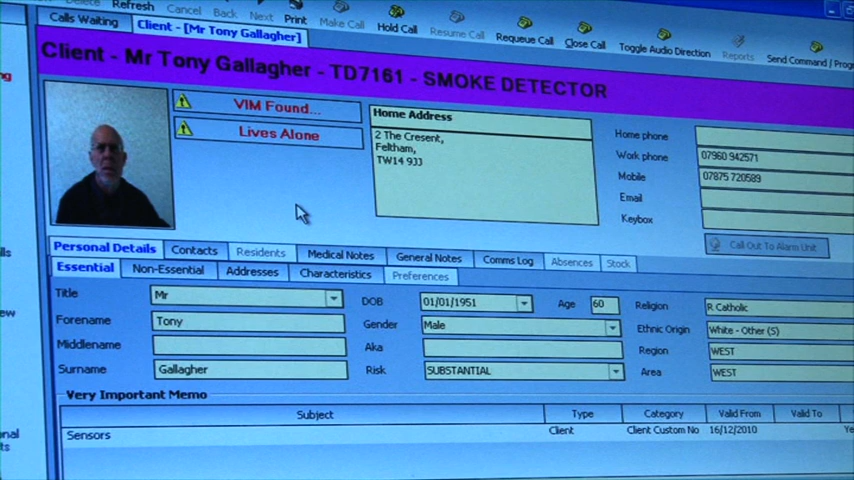 Delete
Refresh
Cancel
Back
Next
Print
Make Call
Hold Call
Resume Call
Requeue Call
Close Call
Toggle Audio Direction
Reports
Send Command / Prog
Calls Waiting
Client - [Mr Tony Gallagher]
Client - Mr Tony Gallagher - TD7161 - SMOKE DETECTOR
VIM Found...
Lives Alone
Home Address
2 The Cresent,
Feltham,
TW14 9JJ
Home phone
Work phone 07960 942571
Mobile 07875 720589
Email
Keybox
Call Out To Alarm Unit
Personal Details Contacts Residents Medical Notes General Notes Comms Log Absences Stock
Essential Non-Essential Addresses Characteristics Preferences
Title Mr DOB 01/01/1951 Age 60 Religion R Catholic
Forename Tony Gender Male Ethnic Origin White - Other (S)
Middlename Aka Region WEST
Surname Gallagher Risk SUBSTANTIAL Area WEST
Very Important Memo
Subject Type Category Valid From Valid To
Sensors Client Client Custom No 16/12/2010 Ye